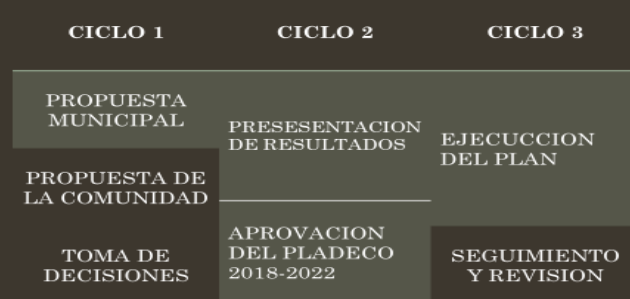 CICLO 1
CICLO 2
CICLO 3
PROPUESTA
MUNICIPAL
PROPUESTA DE
LA COMUNIDAD
TOMA DE
DECISIONES
PRESESENTACION
DE RESULTADOS
APROVACION
DEL PLADECO
2018-2022
EJECUCCION
DEL PLAN
SEGUIMIENTO
Y REVISION